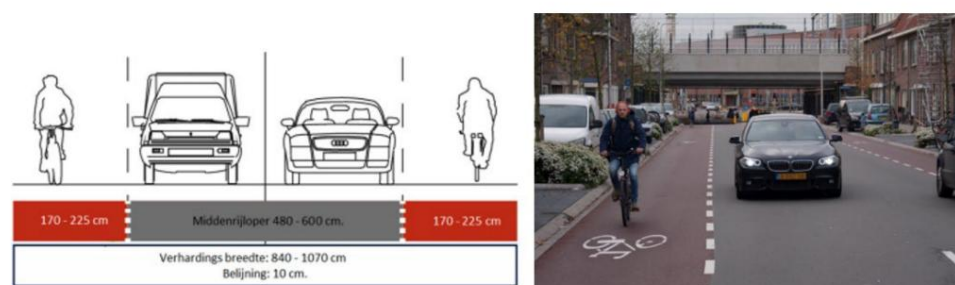 170 - 225 cm
Middenrijloper 480 - 600 cm.
170 - 225 cm
Verhardings breedte: 840 - 1070 cm
Belijning: 10 cm.